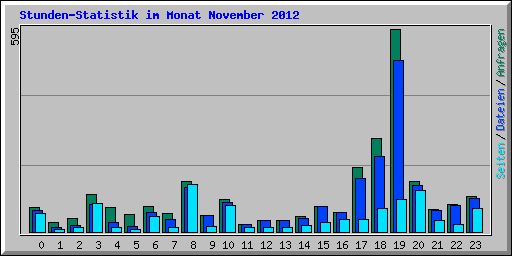 Stunden-Statistik im Monat November 2012
595
Seiten/Dateien/Anfragen
0 1 2 3 4 5 6 7 8 9 10 11 12 13 14 15 16 17 18 19 20 21 22 23